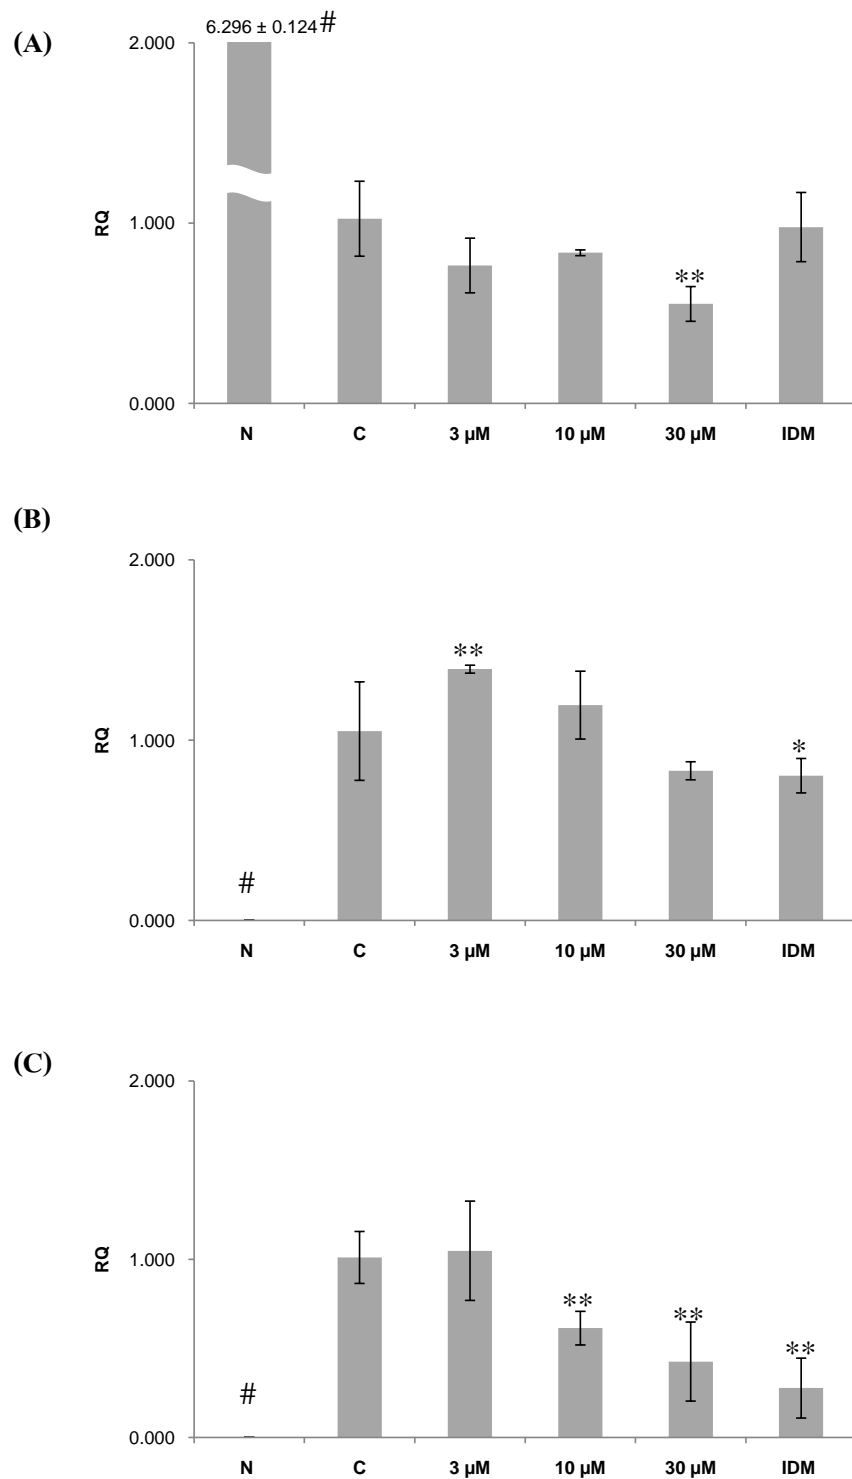 (A)
6.296 ± 0.124#
2.000
1.000
0.000
RQ
**
N C 3 µM 10 µM 30 µM IDM
(B)
2.000
1.000
0.000
RQ
#
**
*
N C 3 µM 10 µM 30 µM IDM
(C)
2.000
1.000
0.000
RQ
#
** ** **
N C 3 µM 10 µM 30 µM IDM